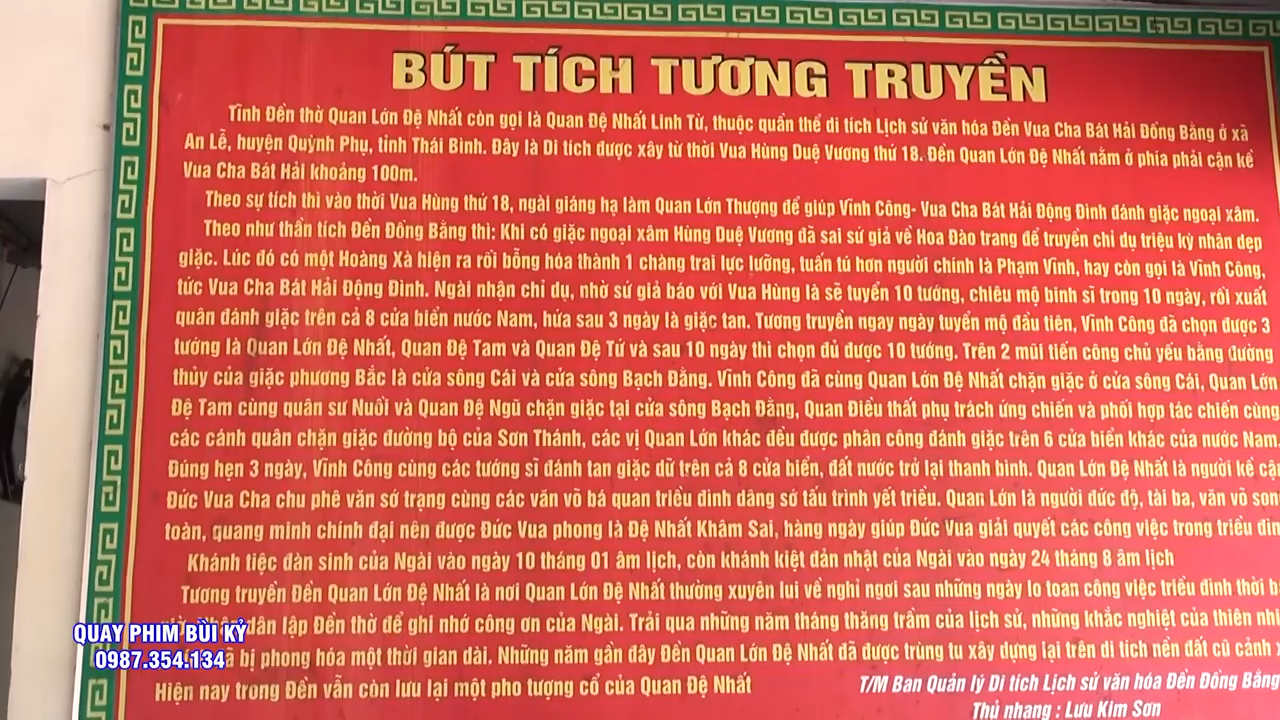 BÚT TÍCH TƯƠNG TRUYỀN
Tĩnh Đền thờ Quan Lớn Đệ Nhất còn gọi là Quan Đệ Nhất Linh Từ, thuộc quần thể di tích Lịch sử văn hóa Đền Vua Cha Bát Hải Đồng Bằng ở xã
An Lễ, huyện Quỳnh Phụ, tỉnh Thái Bình. Đây là Di tích được xây từ thời Vua Hùng Duệ Vương thứ 18. Đền Quan Lớn Đệ Nhất nằm ở phía phải cận kề
Vua Cha Bát Hải khoảng 100m.
Theo sự tích thì vào thời Vua Hùng thứ 18, ngài giáng hạ làm Quan Lớn Thượng để giúp Vĩnh Công- Vua Cha Bát Hải Động Đình đánh giặc ngoại xâm.
Theo như thần tích Đền Đồng Bằng thì: Khi có giặc ngoại xâm Hùng Duệ Vương đã sai sứ giả về Hoa Đào trang để truyền chỉ dụ triệu kỳ nhân dẹp
giặc. Lúc đó có một Hoàng Xà hiện ra rồi bỗng hóa thành 1 chàng trai lực lưỡng, tuấn tú hơn người chính là Phạm Vĩnh, hay còn gọi là Vĩnh Công,
tức Vua Cha Bát Hải Động Đình. Ngài nhận chỉ dụ, nhờ sứ giả báo với Vua Hùng là sẽ tuyển 10 tướng, chiêu mộ binh sĩ trong 10 ngày, rồi xuất
quân đánh giặc trên cả 8 cửa biển nước Nam, hứa sau 3 ngày là giặc tan. Tương truyền ngay ngày tuyển mộ đầu tiên, Vĩnh Công đã chọn được 3
tướng là Quan Lớn Đệ Nhất, Quan Đệ Tam và Quan Đệ Tứ và sau 10 ngày thì chọn đủ được 10 tướng. Trên 2 mũi tiến công chủ yếu bằng đường
thủy của giặc phương Bắc là cửa sông Cái và cửa sông Bạch Đằng. Vĩnh Công đã cùng Quan Lớn Đệ Nhất chặn giặc ở cửa sông Cái, Quan Lớn
Đệ Tam cùng quân sư Nuồi và Quan Đệ Ngũ chặn giặc tại cửa sông Bạch Đằng, Quan Điều thất phụ trách ứng chiến và phối hợp tác chiến cùng
các cánh quân chặn giặc đường bộ của Sơn Thánh, các vị Quan Lớn khác đều được phân công đánh giặc trên 6 cửa biển khác của nước Nam
Đúng hẹn 3 ngày, Vĩnh Công cùng các tướng sĩ đánh tan giặc dữ trên cả 8 cửa biển, đất nước trở lại thanh bình. Quan Lớn Đệ Nhất là người kề
Đức Vua Cha chu phê văn sớ trạng cùng các văn võ bá quan triều đình dâng sớ tấu trình yết triều. Quan Lớn là người đức độ, tài ba, văn võ
toàn, quang minh chính đại nên được Đức Vua phong là Đệ Nhất Khâm Sai, hàng ngày giúp Đức Vua giải quyết các công việc trong triều
Khánh tiệc đản sinh của Ngài vào ngày 10 tháng 01 âm lịch, còn khánh kiệt đản nhật của Ngài vào ngày 24 tháng 8 âm lịch
Tương truyền Đền Quan Lớn Đệ Nhất là nơi Quan Lớn Đệ Nhất thường xuyên lui về nghỉ ngơi sau những ngày lo toan công việc triều đình thời
dân lập Đền thờ để ghi nhớ công ơn của Ngài. Trải qua những năm tháng thăng trầm của lịch sử, những khắc nghiệt của thiên
bị phong hóa một thời gian dài. Những năm gần đây Đền Quan Lớn Đệ Nhất đã được trùng tu xây dựng lại trên di tích nền đất cũ cảnh
Hiện nay trong Đền vẫn còn lưu lại một pho tượng cổ của Quan Đệ Nhất
T/M Ban Quản lý Di tích Lịch sử văn hóa Đền Đồng Bằng
Thủ nhang : Lưu Kim Sơn
QUAY PHIM BÙI KỶ
0987.354.134